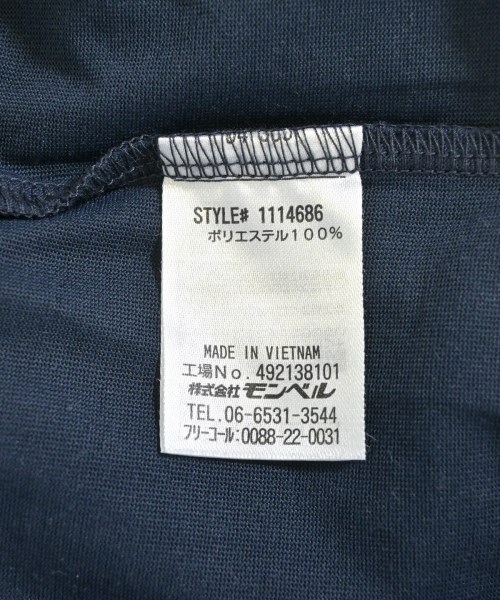 STYLE# 1114686
ポリエステル100%
MADE IN VIETNAM
工場No. 492138101
株式会社 モンベル
TEL. 06-6531-3544
フリーコール:0088-22-0031